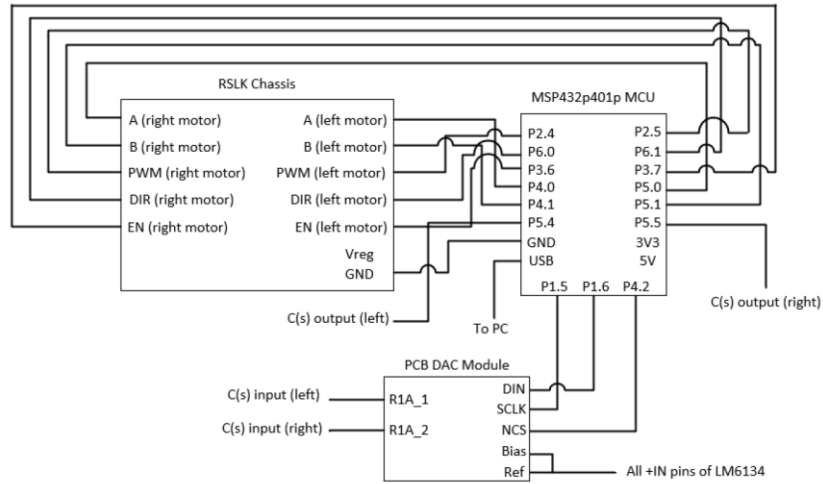 RSLK Chassis
MSP432p401p MCU
A (right motor) A (left motor)
B (right motor) B (left motor)
PWM (right motor) PWM (left motor)
DIR (right motor) DIR (left motor)
EN (right motor) EN (left motor)
Vreg
GND
P2.4 P2.5
P6.0 P6.1
P3.6 P3.7
P4.0 P5.0
P4.1 P5.1
P5.4 P5.5
GND 3V3
USB 5V
P1.5 P1.6 P4.2
C(s) output (left)
To PC
C(s) output (right)
PCB DAC Module
C(s) input (left)
C(s) input (right)
R1A_1
R1A_2
DIN
SCLK
NCS
Bias
Ref
All +IN pins of LM6134